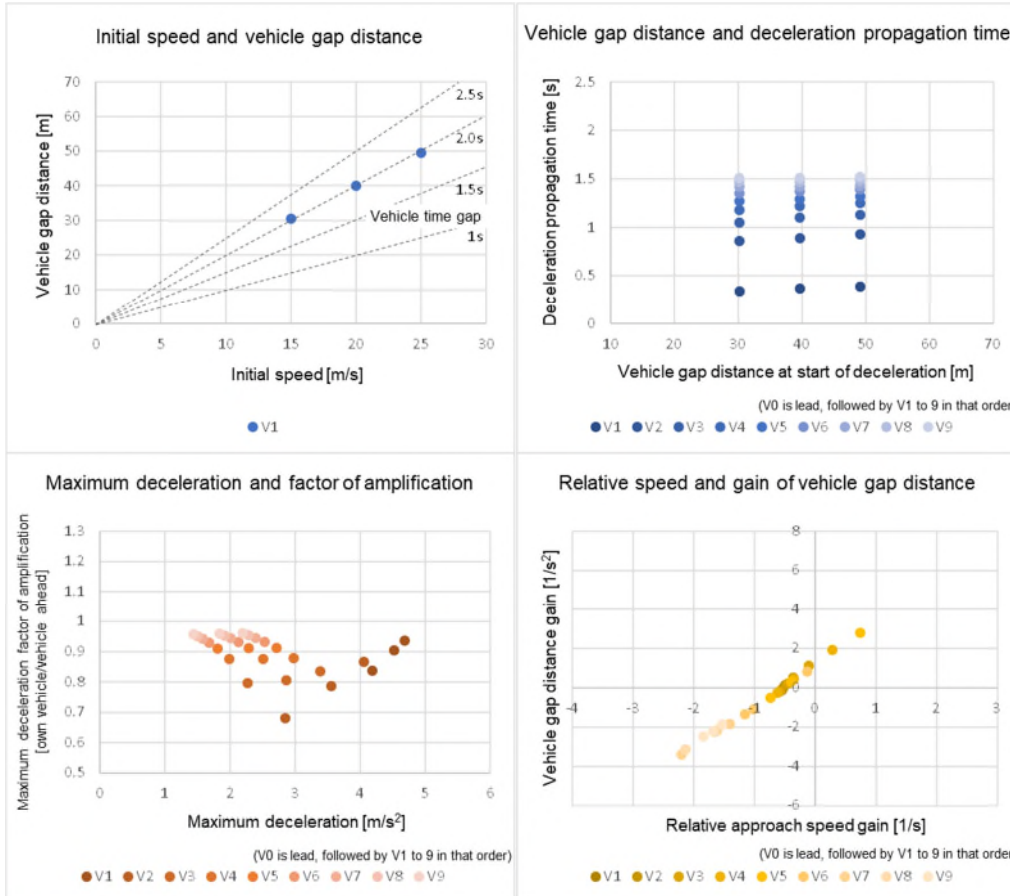 Initial speed and vehicle gap distance
Vehicle gap distance [m]
70
60
50
40
30
20
10
0
2.5s
2.0s
1.5s
Vehicle time gap
1s
0 5 10 15 20 25 30
Initial speed [m/s]
V1
Vehicle gap distance and deceleration propagation time
Deceleration propagation time [s]
2.5
2
1.5
1
0.5
0
10 20 30 40 50 60 70
Vehicle gap distance at start of deceleration [m]
(V0 is lead, followed by V1 to 9 in that order
V1 V2 V3 V4 V5 V6 V7 V8 V9
Maximum deceleration and factor of amplification
Maximum deceleration factor of amplification
[own vehicle/vehicle ahead]
1.3
1.2
1.1
1
0.9
0.8
0.7
0.6
0.5
0 1 2 3 4 5 6
Maximum deceleration [m/s²]
(V0 is lead, followed by V1 to 9 in that order)
V1 V2 V3 V4 V5 V6 V7 V8 V9
Relative speed and gain of vehicle gap distance
Vehicle gap distance gain [1/s²]
8
6
4
2
0
-2
-4
-6
-4 -3 -2 -1 0 1 2 3
Relative approach speed gain [1/s]
(V0 is lead, followed by V1 to 9 in that order
V1 V2 V3 V4 V5 V6 V7 V8 V9